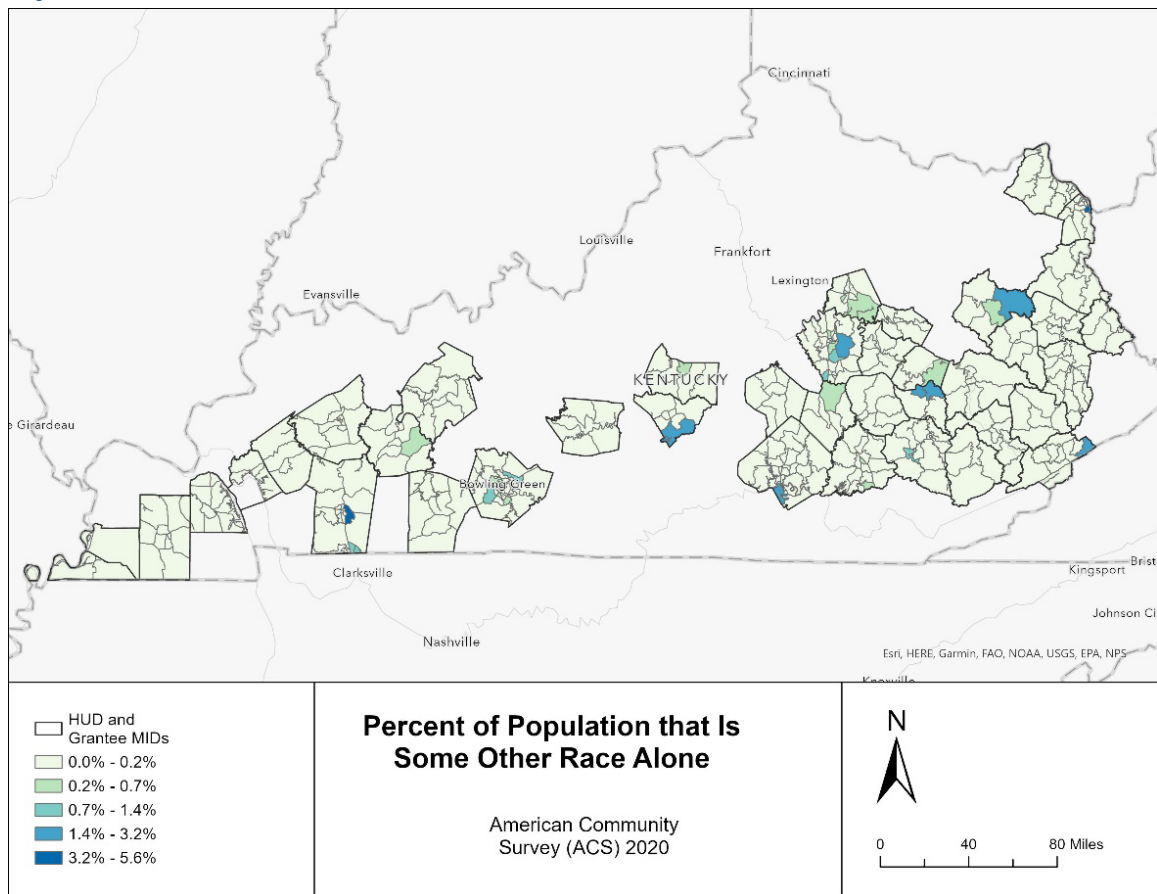 Cincinnati
Louisville
Frankfort
Lexington
Evansville
KENTUCKY
e Girardeau
Bowling Green
Clarksville
Kingsport
Brist
Johnson Ci
Nashville
Esri, HERE, Garmin, FAO, NOAA, USGS, EPA, NPS
HUD and
Grantee MIDs
0.0% - 0.2%
0.2% - 0.7%
0.7% - 1.4%
1.4% - 3.2%
3.2% - 5.6%
Percent of Population that Is
Some Other Race Alone
American Community
Survey (ACS) 2020
N
0 40 80 Miles